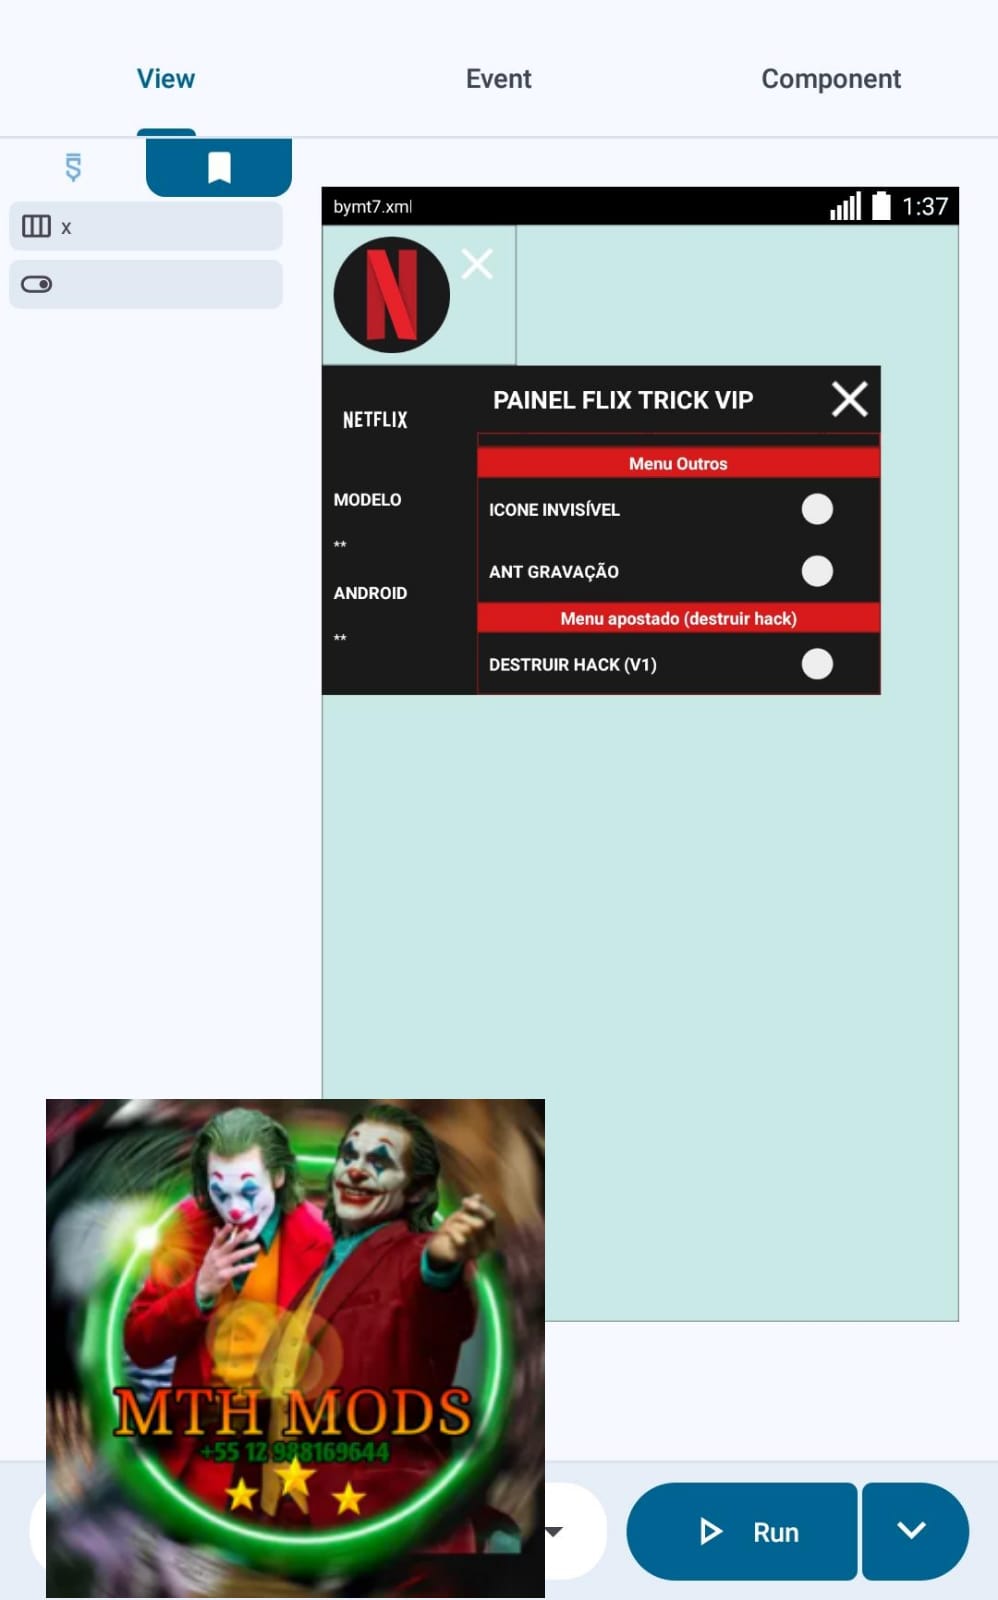 View
Event
Component
x
bymt7.xml
1:37
N
NETFLIX
PAINEL FLIX TRICK VIP
Menu Outros
MODELO
ICONE INVISÍVEL
**
ANT GRAVAÇÃO
ANDROID
Menu apostado (destruir hack)
**
DESTRUIR HACK (V1)
MTH MODS
+55 12 988169644
Run